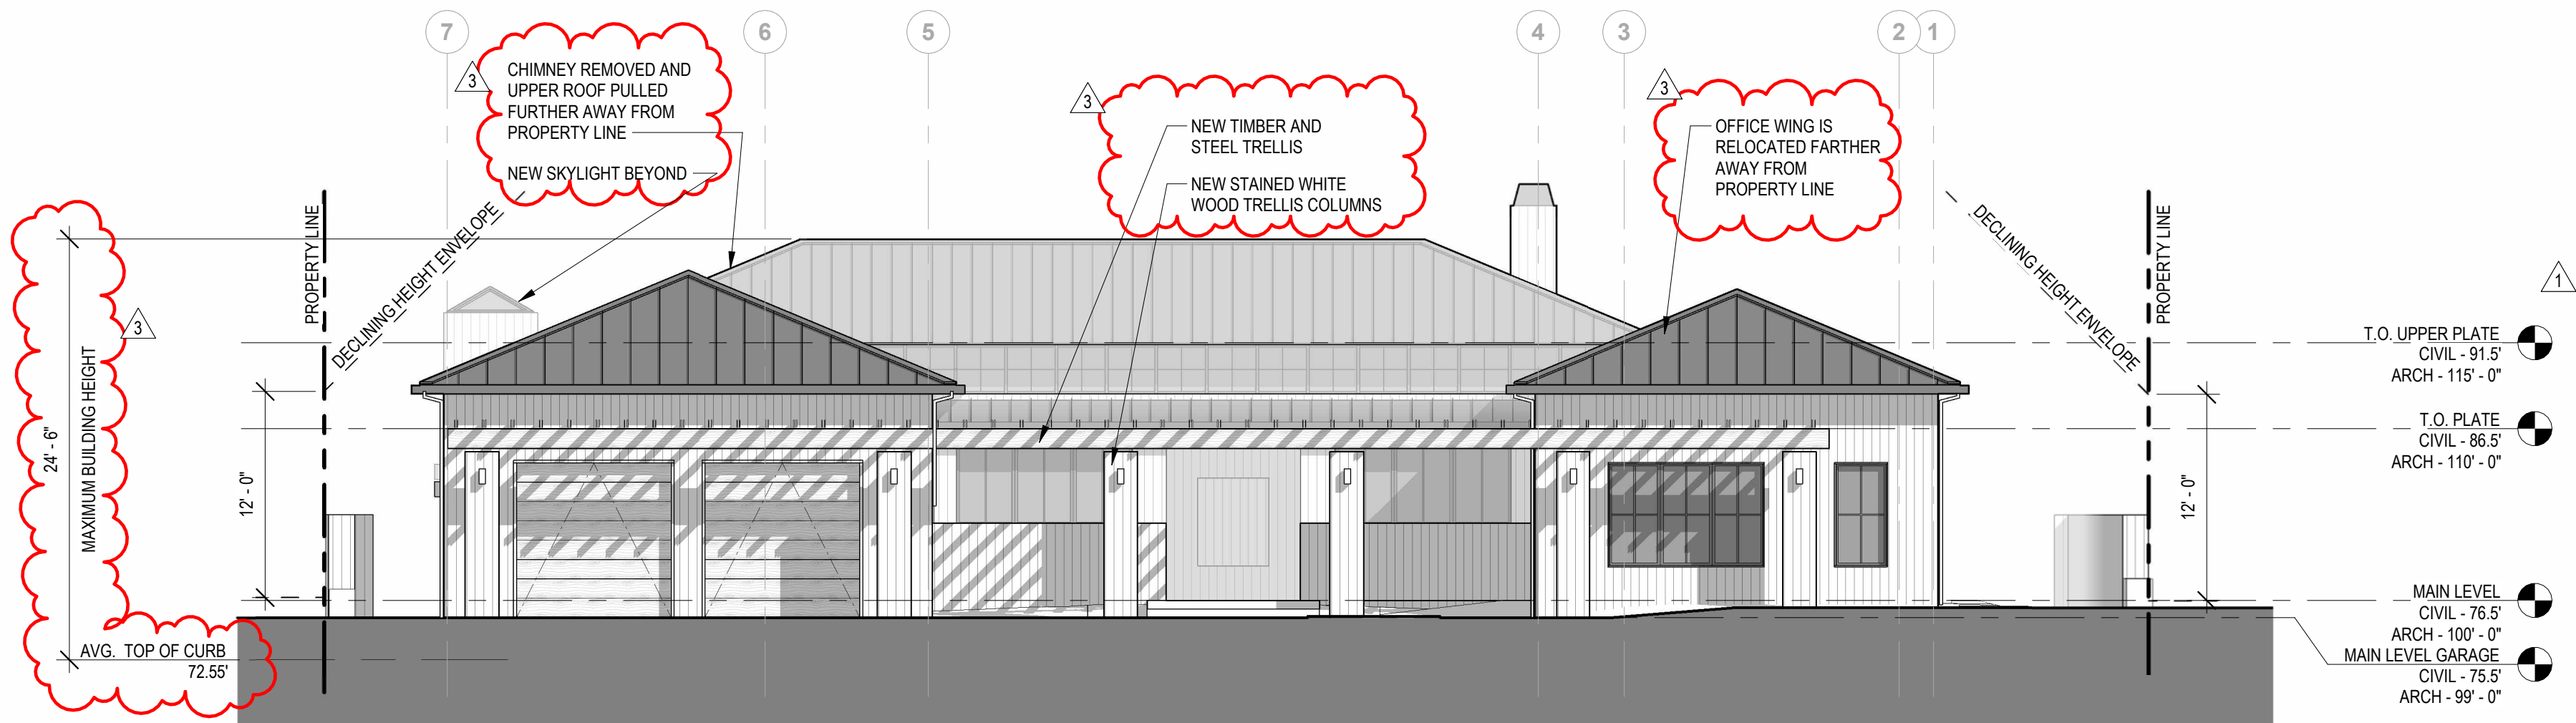 7
6
5
4
3
2
1
3
CHIMNEY REMOVED AND
UPPER ROOF PULLED
FURTHER AWAY FROM
PROPERTY LINE
NEW SKYLIGHT BEYOND
3
NEW TIMBER AND
STEEL TRELLIS
NEW STAINED WHITE
WOOD TRELLIS COLUMNS
3
OFFICE WING IS
RELOCATED FARTHER
AWAY FROM
PROPERTY LINE
PROPERTY LINE
DECLINING HEIGHT ENVELOPE
DECLINING HEIGHT ENVELOPE
PROPERTY LINE
24' - 6"
MAXIMUM BUILDING HEIGHT
3
12' - 0"
12' - 0"
AVG. TOP OF CURB
72.55'
1
T.O. UPPER PLATE
CIVIL - 91.5'
ARCH - 115' - 0"
T.O. PLATE
CIVIL - 86.5'
ARCH - 110' - 0"
MAIN LEVEL
CIVIL - 76.5'
ARCH - 100' - 0"
MAIN LEVEL GARAGE
CIVIL - 75.5'
ARCH - 99' - 0"